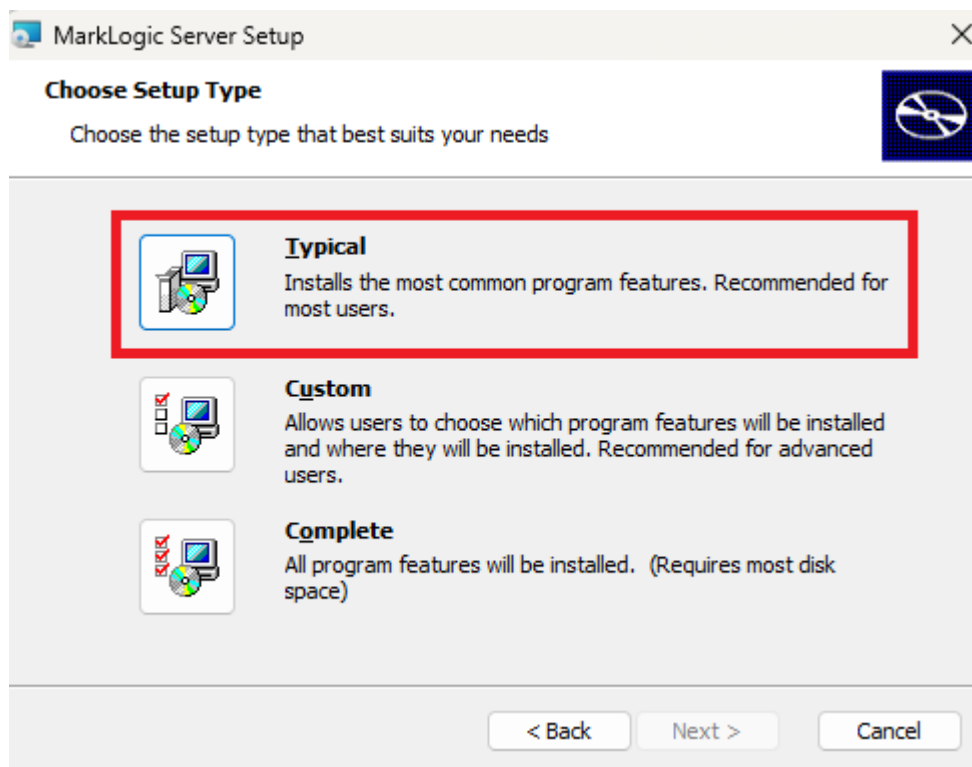 MarkLogic Server Setup
Choose Setup Type
Choose the setup type that best suits your needs
Typical
Installs the most common program features. Recommended for
most users.
Custom
Allows users to choose which program features will be installed
and where they will be installed. Recommended for advanced
users.
Complete
All program features will be installed. (Requires most disk
space)
< Back Next > Cancel